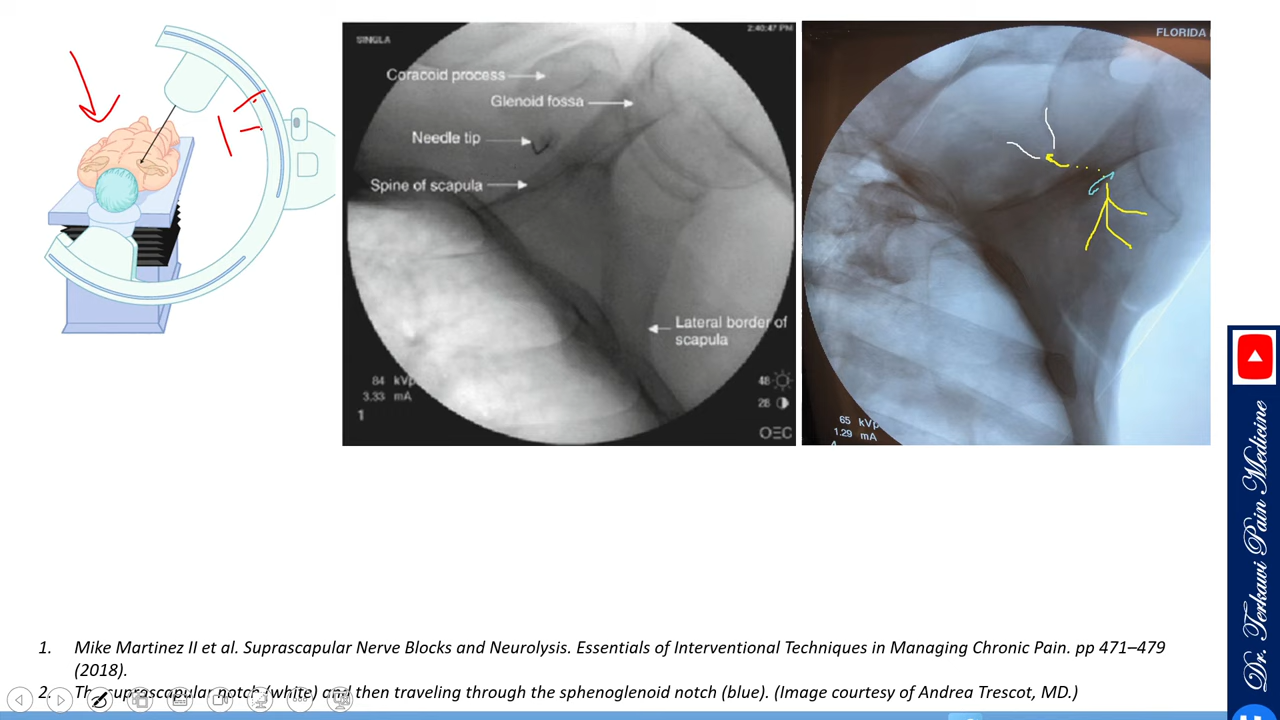 SINGLA
2:40:47 PM
Coracoid process
Glenoid fossa
Needle tip
Spine of scapula
Lateral border of
scapula
84 kVp
3.33 mA
1
48
28
OEC
FLORIDA
65 kVp
1.29 mA
Dr. Terkawi Pain Medicine
1. Mike Martinez II et al. Suprascapular Nerve Blocks and Neurolysis. Essentials of Interventional Techniques in Managing Chronic Pain. pp 471–479
(2018).
2. The suprascapular notch (white) and then traveling through the sphenoglenoid notch (blue). (Image courtesy of Andrea Trescot, MD.)